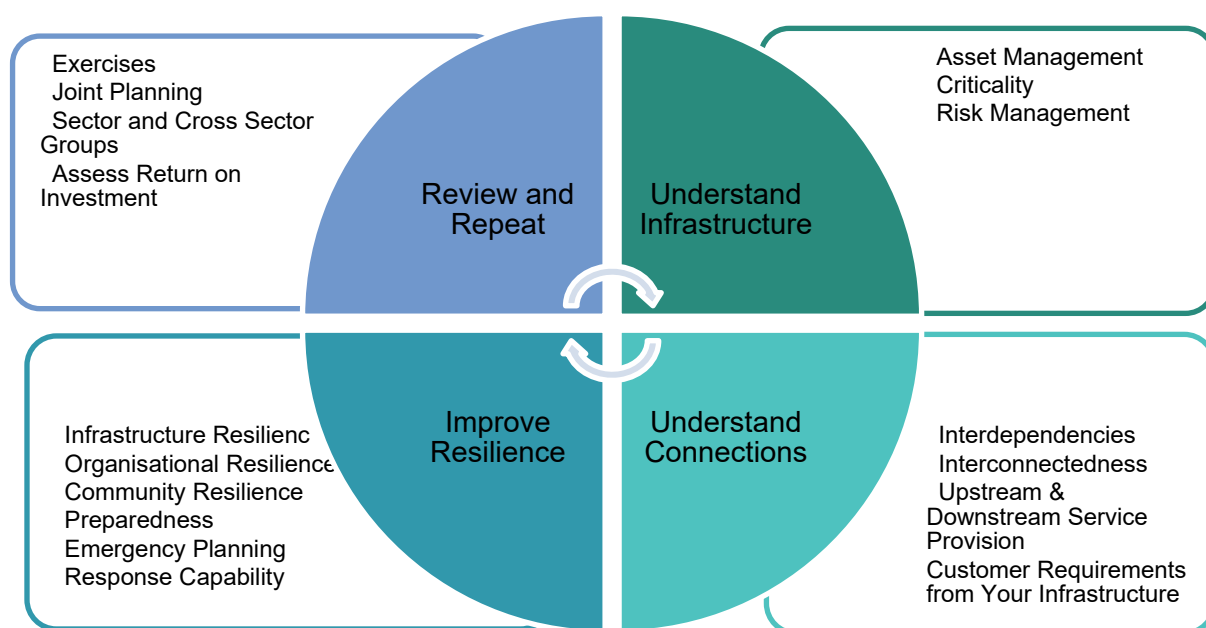 Exercises
Joint Planning
Sector and Cross Sector
Groups
Assess Return on
Investment
Review and
Repeat
Understand
Infrastructure
Asset Management
Criticality
Risk Management
Infrastructure Resilienc
Organisational Resilience
Community Resilience
Preparedness
Emergency Planning
Response Capability
Improve
Resilience
Understand
Connections
Interdependencies
Interconnectedness
Upstream &
Downstream Service
Provision
Customer Requirements
from Your Infrastructure